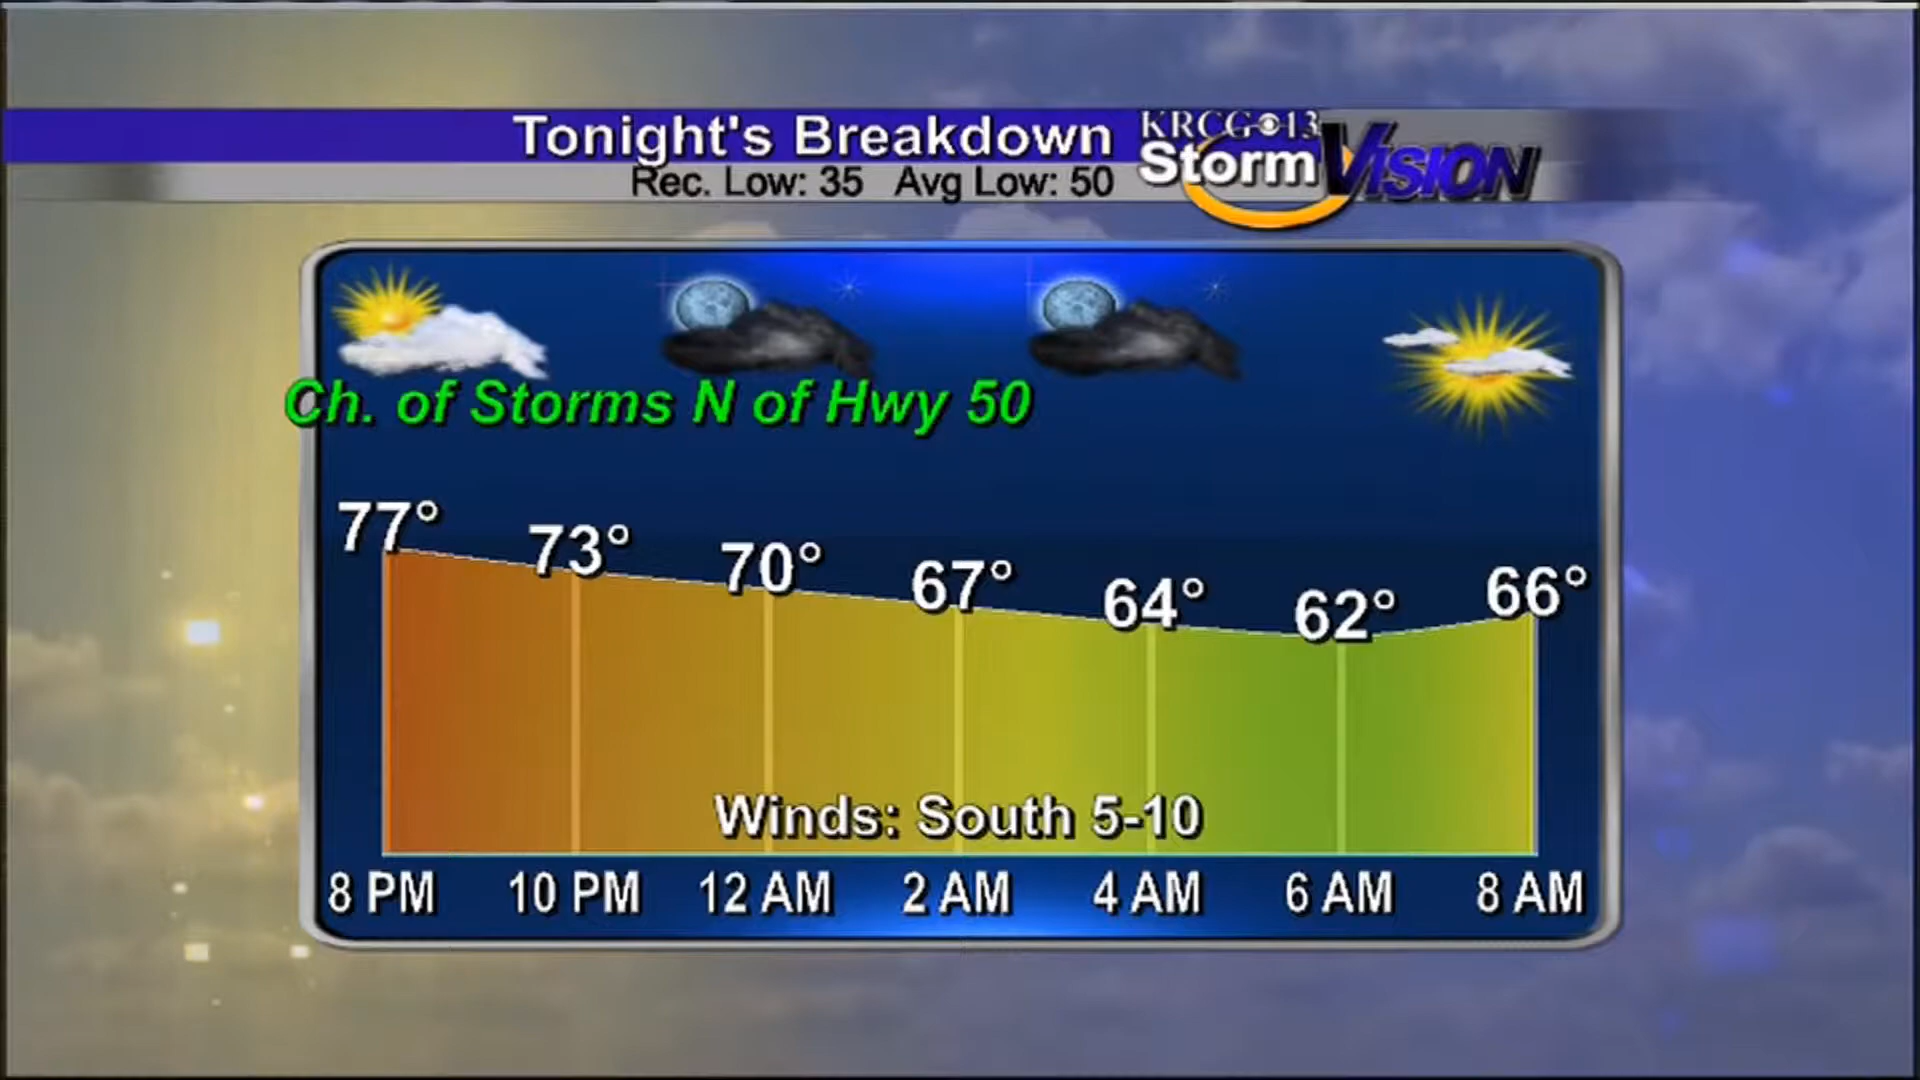 Tonight's Breakdown
Rec. Low: 35 Avg Low: 50
KRCG 13
Storm VISION
Ch. of Storms N of Hwy 50
77° 73° 70° 67° 64° 62° 66°
Winds: South 5-10
8 PM 10 PM 12 AM 2 AM 4 AM 6 AM 8 AM